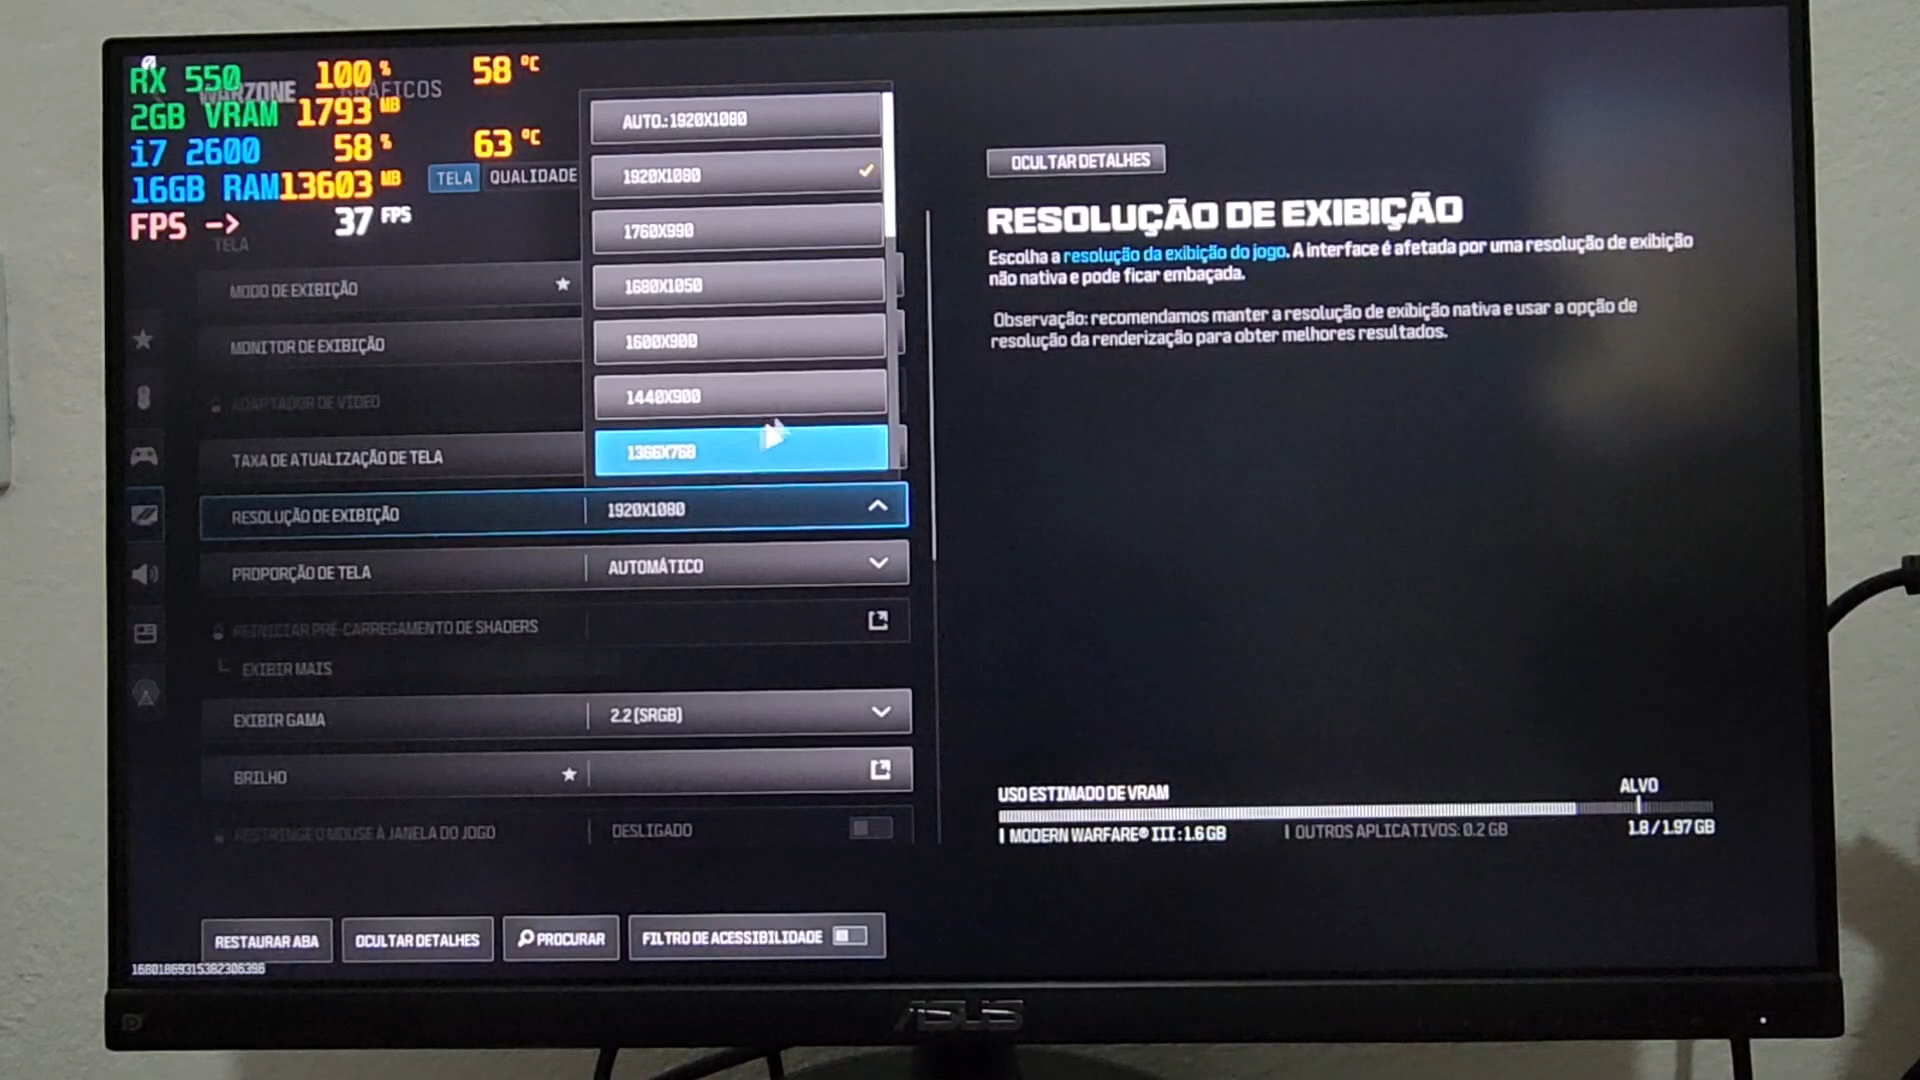 RX 550 100 % 58 °C
WARZONE GRÁFICOS
2GB VRAM 1793 MB
i7 2600 58 % 63 °C
16GB RAM 13603 MB
TELA QUALIDADE
FPS -> 37 FPS
TELA
AUTO.:1920X1080
1920X1080
1760X990
1680X1050
1600X900
1440X900
1366X768
MODO DE EXIBIÇÃO
MONITOR DE EXIBIÇÃO
ADAPTADOR DE VÍDEO
TAXA DE ATUALIZAÇÃO DE TELA
RESOLUÇÃO DE EXIBIÇÃO 1920X1080
PROPORÇÃO DE TELA AUTOMÁTICO
REINICIAR PRÉ-CARREGAMENTO DE SHADERS
EXIBIR MAIS
EXIBIR GAMA 2.2 (SRGB)
BRILHO
RESTRINGE O MOUSE À JANELA DO JOGO DESLIGADO
OCULTAR DETALHES
RESOLUÇÃO DE EXIBIÇÃO
Escolha a resolução da exibição do jogo. A interface é afetada por uma resolução de exibição
não nativa e pode ficar embaçada.
Observação: recomendamos manter a resolução de exibição nativa e usar a opção de
resolução da renderização para obter melhores resultados.
USO ESTIMADO DE VRAM ALVO
MODERN WARFARE® III : 1.6 GB OUTROS APLICATIVOS: 0.2 GB 1.8 / 1.97 GB
RESTAURAR ABA OCULTAR DETALHES PROCURAR FILTRO DE ACESSIBILIDADE
16801869315382306396
ASUS